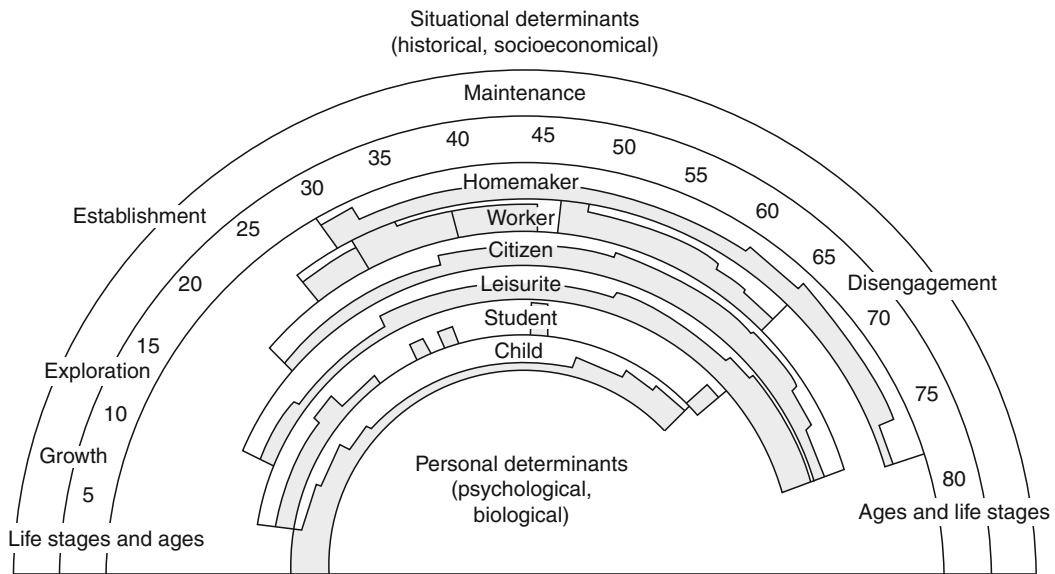 Situational determinants
(historical, socioeconomical)
Maintenance
40
45
35
50
30
55
Homemaker
Establishment
25
Worker
60
20
Citizen
65
Leisurite
Disengagement
70
Student
15
Child
Exploration
10
75
Growth
Personal determinants
(psychological,
biological)
80
5
Ages and life stages
Life stages and ages